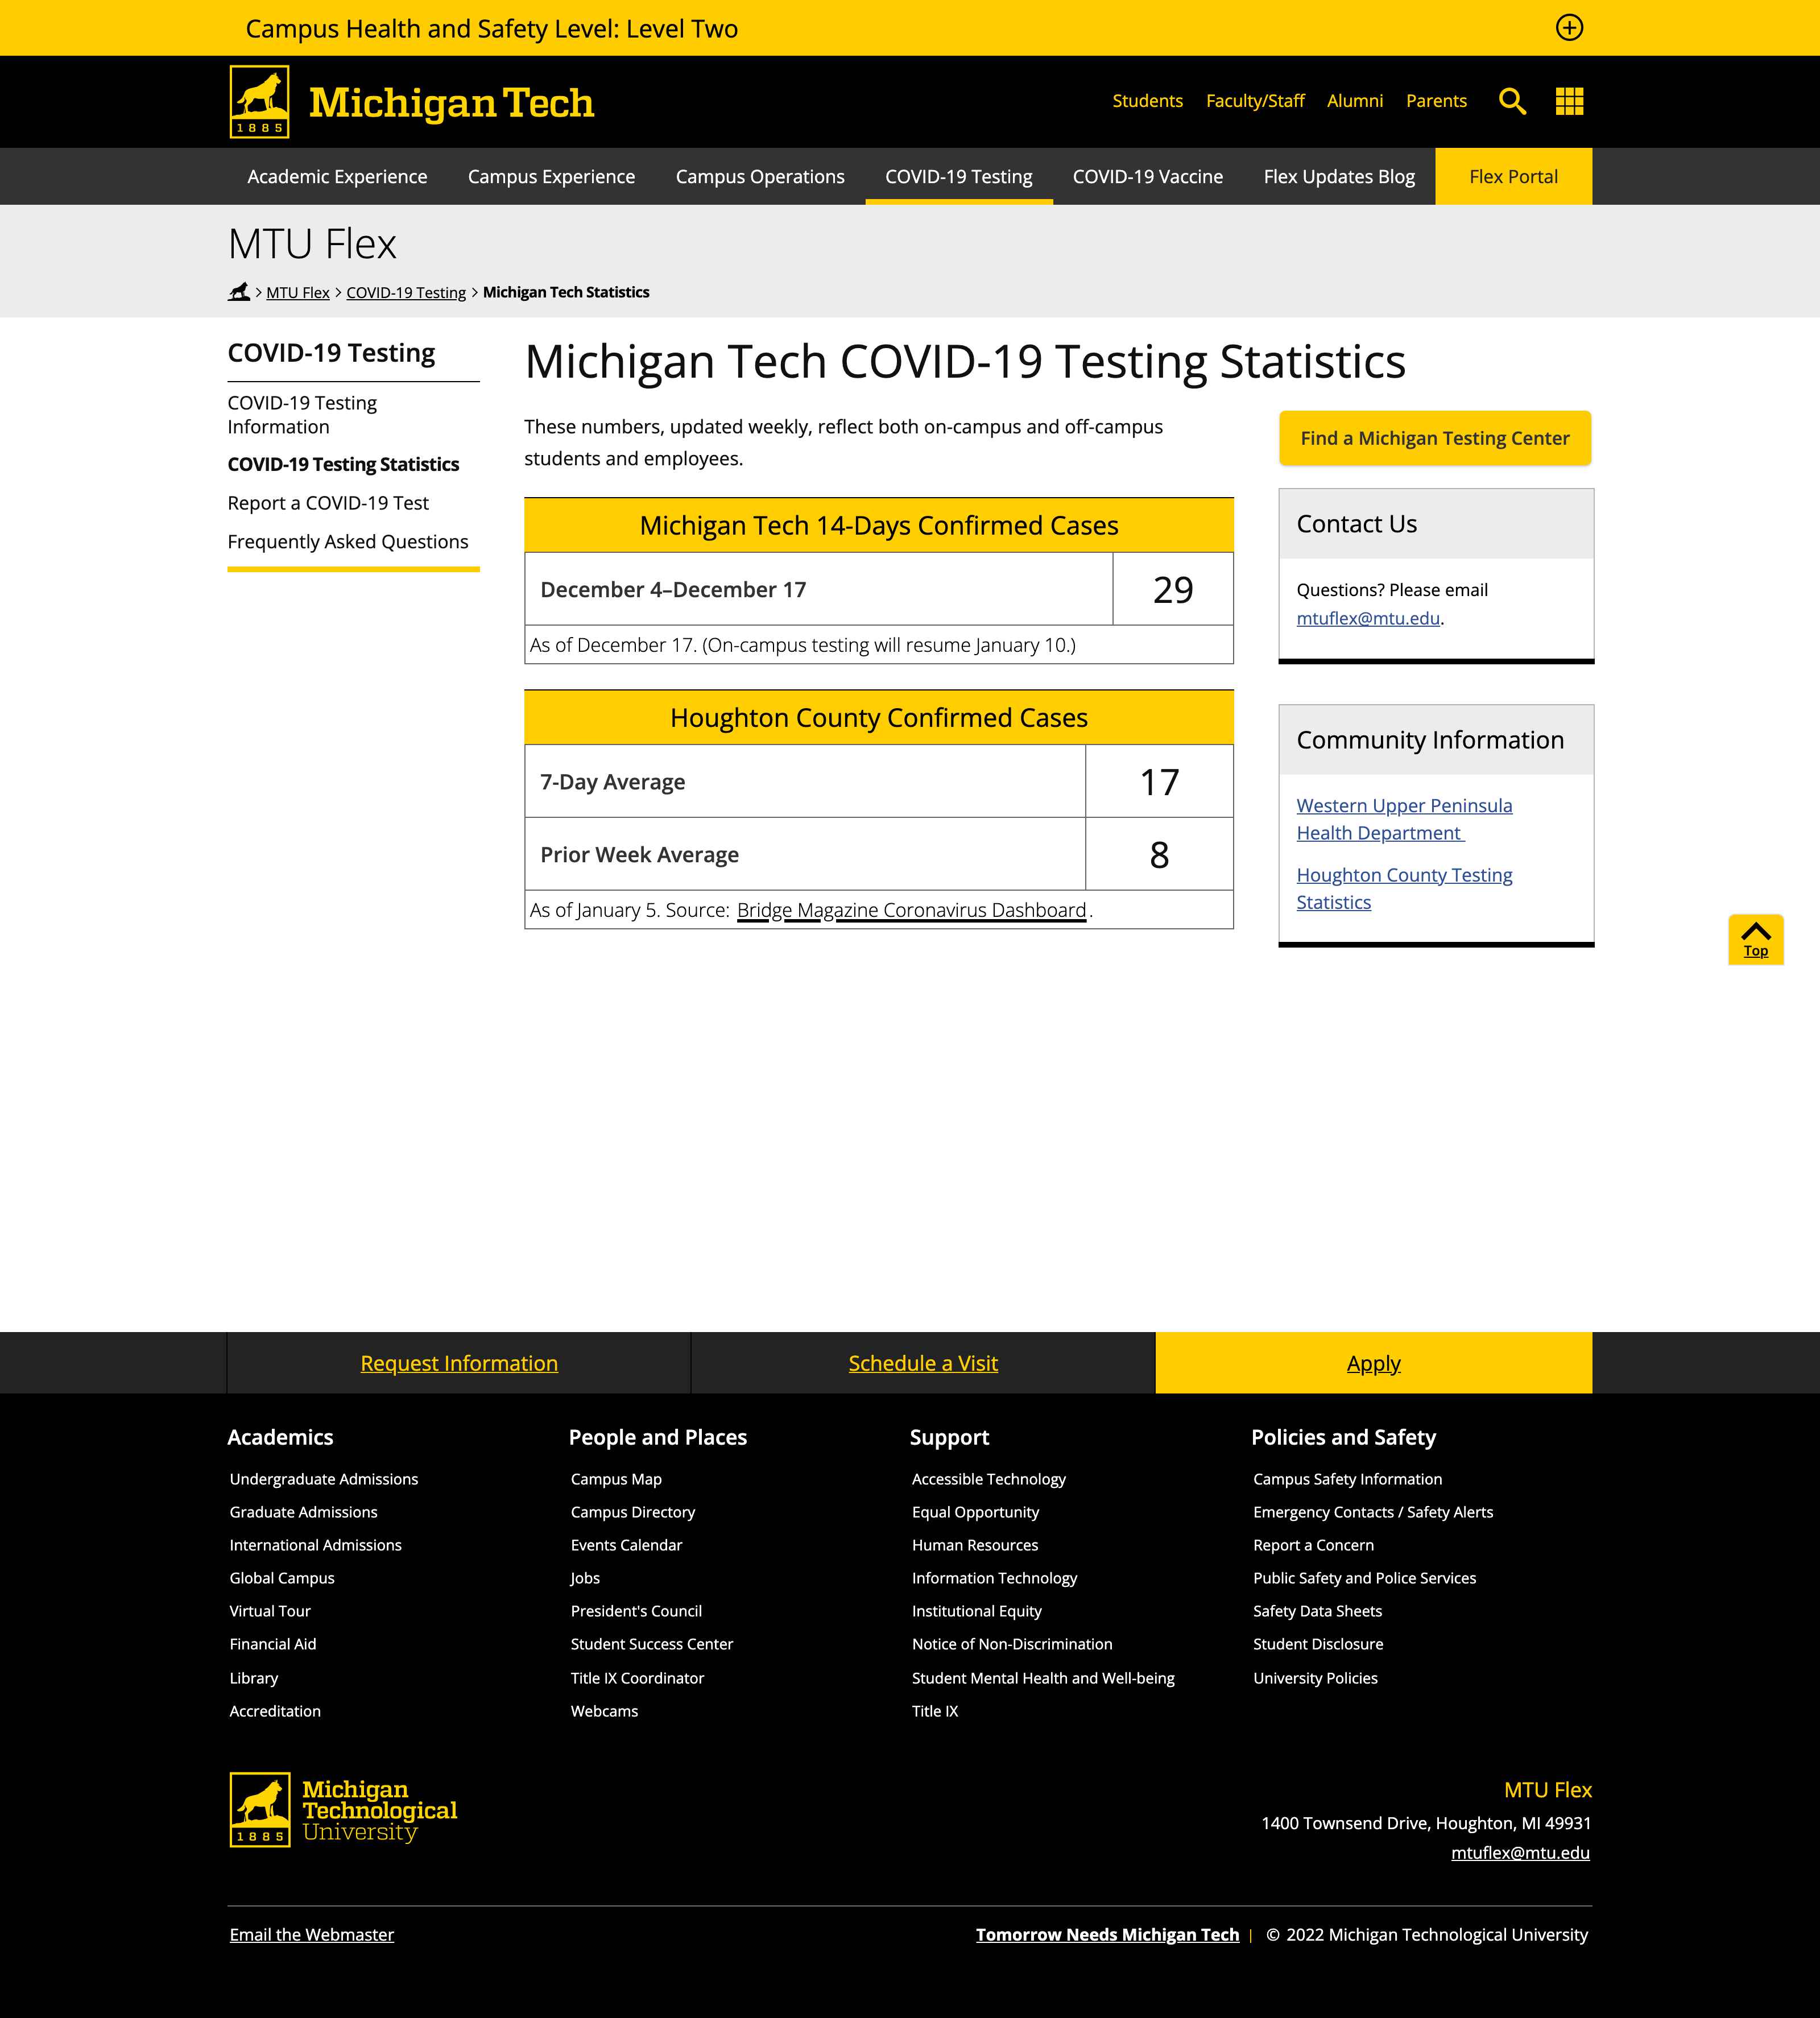 Campus Health and Safety Level: Level Two
1885
Michigan Tech
Students Faculty/Staff Alumni Parents
Academic Experience Campus Experience Campus Operations COVID-19 Testing COVID-19 Vaccine Flex Updates Blog Flex Portal
MTU Flex
> MTU Flex > COVID-19 Testing > Michigan Tech Statistics
COVID-19 Testing
COVID-19 Testing
Information
COVID-19 Testing Statistics
Report a COVID-19 Test
Frequently Asked Questions
Michigan Tech COVID-19 Testing Statistics
These numbers, updated weekly, reflect both on-campus and off-campus
students and employees.
Michigan Tech 14-Days Confirmed Cases
December 4–December 17 29
As of December 17. (On-campus testing will resume January 10.)
Houghton County Confirmed Cases
7-Day Average 17
Prior Week Average 8
As of January 5. Source: Bridge Magazine Coronavirus Dashboard.
Find a Michigan Testing Center
Contact Us
Questions? Please email
mtuflex@mtu.edu.
Community Information
Western Upper Peninsula
Health Department
Houghton County Testing
Statistics
Top
Request Information Schedule a Visit Apply
Academics
Undergraduate Admissions
Graduate Admissions
International Admissions
Global Campus
Virtual Tour
Financial Aid
Library
Accreditation
People and Places
Campus Map
Campus Directory
Events Calendar
Jobs
President's Council
Student Success Center
Title IX Coordinator
Webcams
Support
Accessible Technology
Equal Opportunity
Human Resources
Information Technology
Institutional Equity
Notice of Non-Discrimination
Student Mental Health and Well-being
Title IX
Policies and Safety
Campus Safety Information
Emergency Contacts / Safety Alerts
Report a Concern
Public Safety and Police Services
Safety Data Sheets
Student Disclosure
University Policies
1885
Michigan
Technological
University
MTU Flex
1400 Townsend Drive, Houghton, MI 49931
mtuflex@mtu.edu
Email the Webmaster
Tomorrow Needs Michigan Tech | © 2022 Michigan Technological University